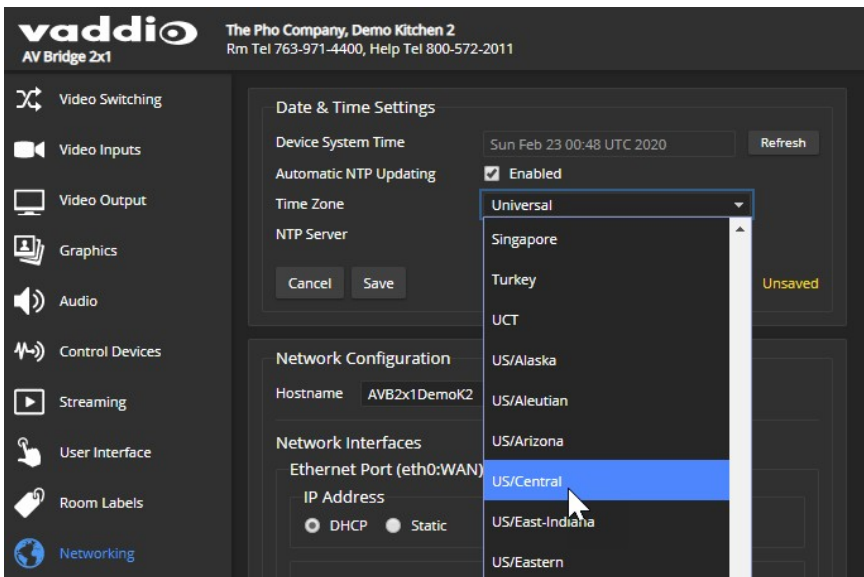 vaddio
AV Bridge 2x1
The Pho Company, Demo Kitchen 2
Rm Tel 763-971-4400, Help Tel 800-572-2011
Video Switching
Video Inputs
Video Output
Graphics
Audio
Control Devices
Streaming
User Interface
Room Labels
Networking
Date & Time Settings
Device System Time Sun Feb 23 00:48 UTC 2020 Refresh
Automatic NTP Updating Enabled
Time Zone Universal
NTP Server
Singapore
Turkey
UCT
US/Alaska
US/Aleutian
US/Arizona
US/Central
US/East-Indiana
US/Eastern
Cancel Save Unsaved
Network Configuration
Hostname AVB2x1DemoK2
Network Interfaces
Ethernet Port (eth0:WAN)
IP Address
DHCP Static